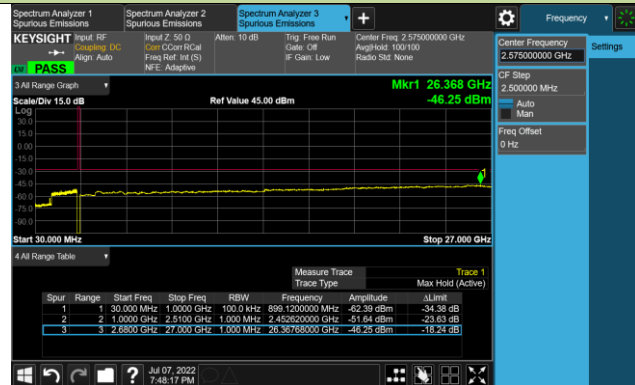 Spectrum Analyzer 1
Spurious Emissions
Spectrum Analyzer 2
Spurious Emissions
Spectrum Analyzer 3
Spurious Emissions
Frequency
KEYSIGHT
Input: RF
Coupling: DC
Align: Auto
Input Z: 50 Ω
Corr CCorr RCal
Freq Ref: Int (S)
NFE: Adaptive
Atten: 10 dB
Trig: Free Run
Gate: Off
IF Gain: Low
Center Freq: 2.575000000 GHz
Avg|Hold: 100/100
Radio Std: None
PASS
Center Frequency
2.575000000 GHz
Settings
CF Step
2.500000 MHz
Auto
Man
Freq Offset
0 Hz
3 All Range Graph
Mkr1 26.368 GHz
Scale/Div 15.0 dB
Ref Value 45.00 dBm
-46.25 dBm
Log
30.0
15.0
0.00
-15.0
-30.0
-45.0
-60.0
-75.0
-90.0
1
Start 30.000 MHz
Stop 27.000 GHz
4 All Range Table
Measure Trace Trace 1
Trace Type Max Hold (Active)
Spur Range Start Freq Stop Freq RBW Frequency Amplitude ΔLimit
1 1 30.000 MHz 1.0000 GHz 100.0 kHz 899.1200000 MHz -62.39 dBm -34.38 dB
2 2 1.0000 GHz 2.5100 GHz 1.000 MHz 2.452620000 GHz -51.64 dBm -23.63 dB
3 3 2.6800 GHz 27.000 GHz 1.000 MHz 26.36768000 GHz -46.25 dBm -18.24 dB
Jul 07, 2022
7:48:17 PM